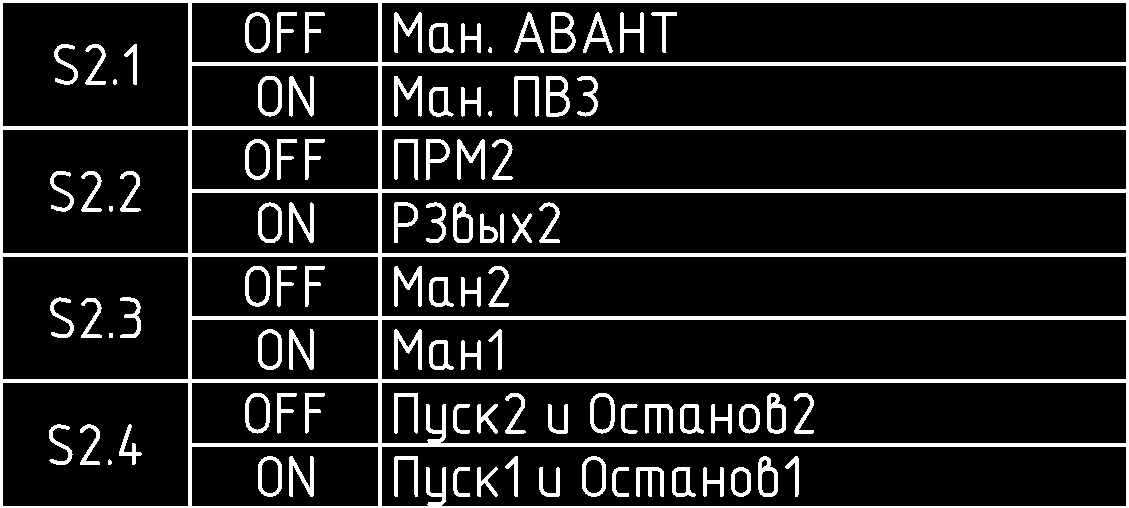 S2.1
OFF Ман. АВАНТ
ON Ман. ПВЗ
S2.2
OFF ПРМ2
ON РЗвых2
S2.3
OFF Ман2
ON Ман1
S2.4
OFF Пуск2 и Останов2
ON Пуск1 и Останов1